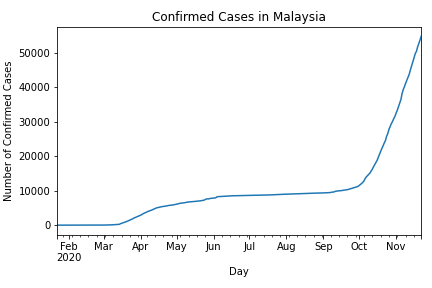 Confirmed Cases in Malaysia
Number of Confirmed Cases
50000
40000
30000
20000
10000
0
Feb Mar Apr May Jun Jul Aug Sep Oct Nov
2020
Day